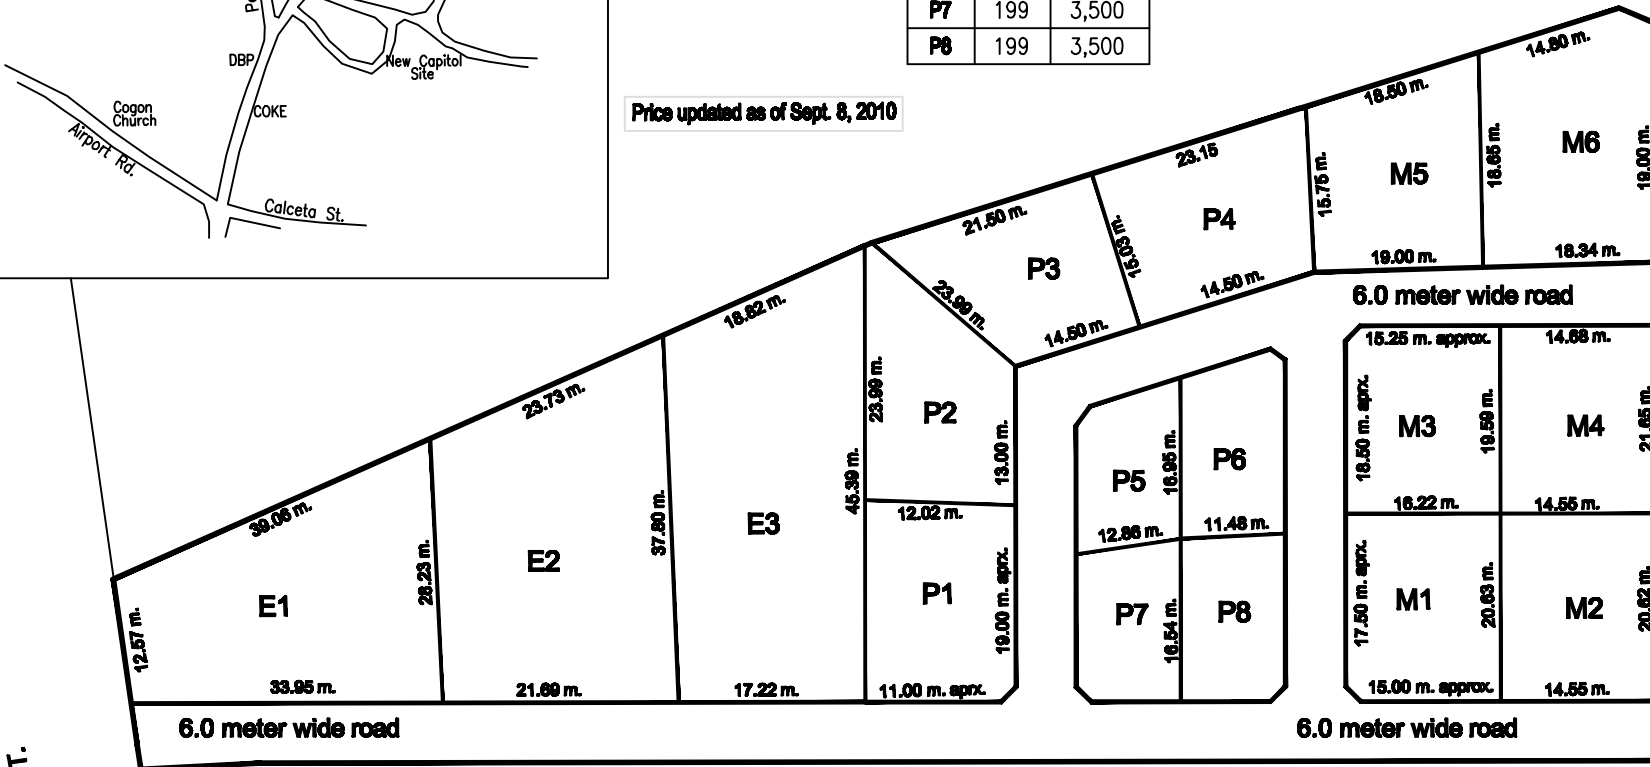 Pe
DBP
COKE
New Capitol
Site
Cogon
Church
Airport Rd.
Calceta St.
P7 199 3,500
P8 199 3,500
Price updated as of Sept. 8, 2010
14.80 m.
18.50 m.
23.15
21.50 m.
18.82 m.
23.73 m.
39.06 m.
M6
18.65 m.
19.00 m.
M5
15.75 m.
P4
15.03 m.
P3
23.99 m.
18.34 m.
19.00 m.
14.50 m.
14.50 m.
6.0 meter wide road
15.25 m. approx.
14.68 m.
23.99 m.
P2
13.00 m.
45.39 m.
12.02 m.
P1
19.00 m. aprx.
11.00 m. aprx.
P5
16.95 m.
P6
12.86 m.
11.48 m.
P7
16.54 m.
P8
18.50 m. aprx.
M3
19.59 m.
M4
21.65 m.
16.22 m.
14.55 m.
17.50 m. aprx.
M1
20.63 m.
M2
20.62 m.
15.00 m. approx.
14.55 m.
E1
12.57 m.
28.23 m.
33.95 m.
E2
37.80 m.
21.69 m.
E3
17.22 m.
6.0 meter wide road
6.0 meter wide road
T.